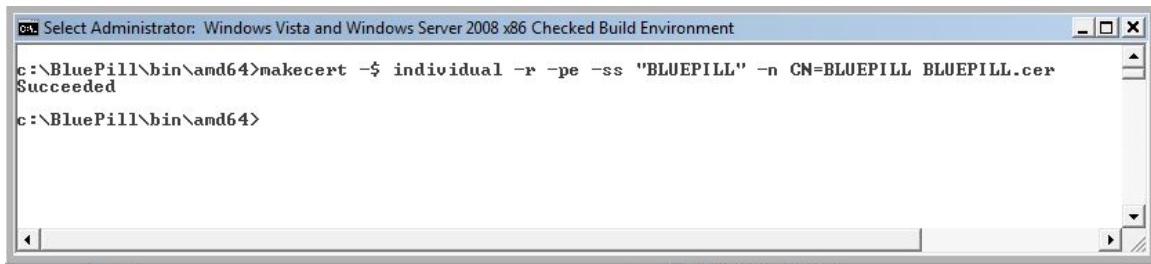 Select Administrator: Windows Vista and Windows Server 2008 x86 Checked Build Environment
c:\BluePill\bin\amd64>makecert -$ individual -r -pe -ss "BLUEPILL" -n CN=BLUEPILL BLUEPILL.cer
Succeeded
c:\BluePill\bin\amd64>